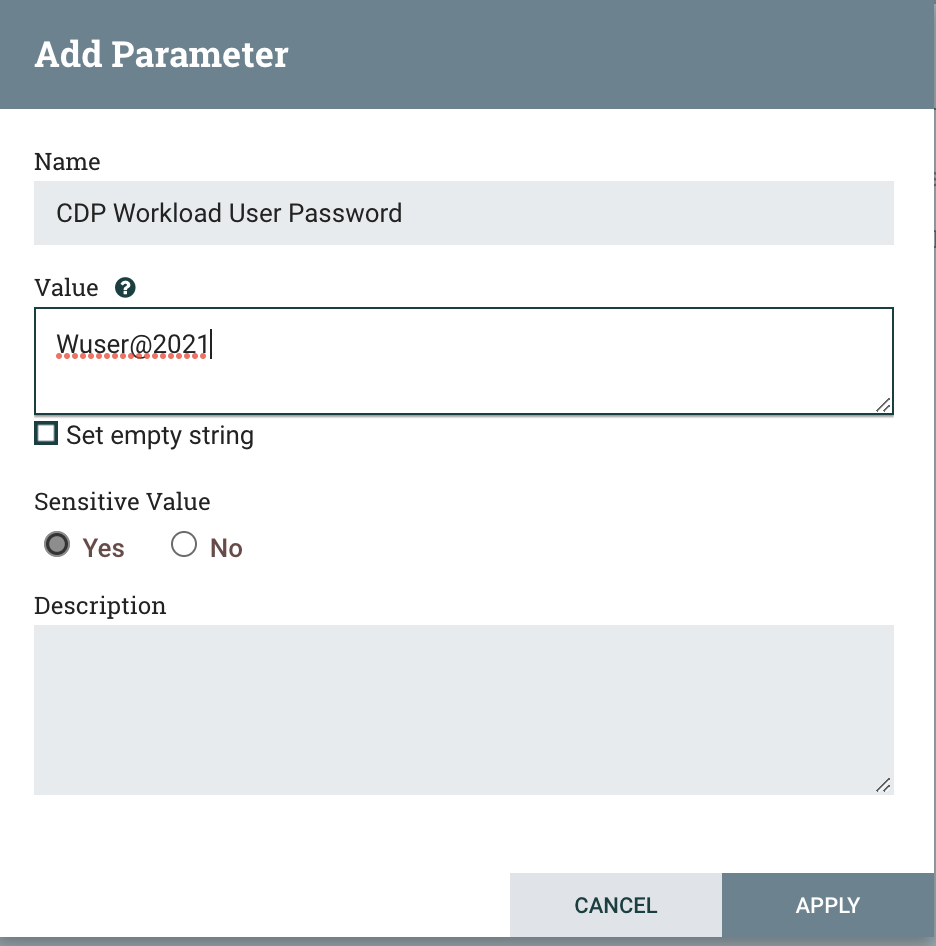 Add Parameter
Name
CDP Workload User Password
Value ?
Wuser@2021
Set empty string
Sensitive Value
Yes No
Description
CANCEL APPLY